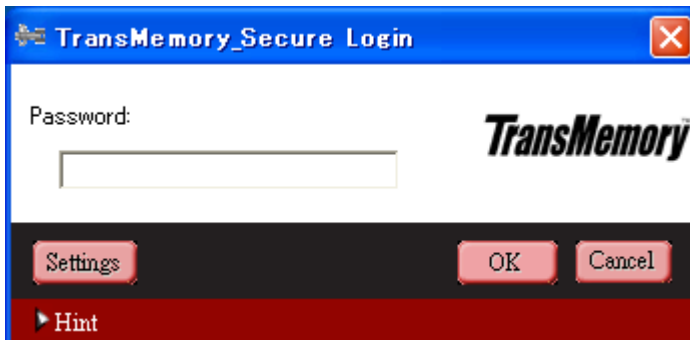 TransMemory_Secure Login
Password:
TransMemory
Settings
OK
Cancel
Hint